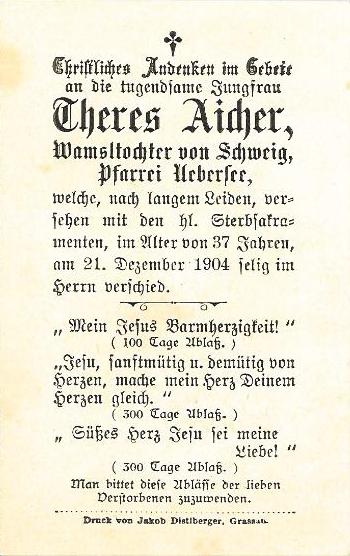 Christliches Andenken im Gebete
an die tugendsame Jungfrau
Theres Aicher,
Wamsltochter von Schweig,
Pfarrei Uebersee,
welche, nach langem Leiden, ver-
sehen mit den hl. Sterbsakra-
menten, im Alter von 37 Jahren,
am 21. Dezember 1904 selig im
Herrn verschied.
„ Mein Jesus Barmherzigkeit! “
( 100 Tage Ablaß. )
„Jesu, sanftmütig u. demütig von
Herzen, mache mein Herz Deinem
Herzen gleich. “
( 300 Tage Ablaß. )
„ Süßes Herz Jesu sei meine
Liebe! “
( 300 Tage Ablaß. )
Man bittet diese Ablässe der lieben
Verstorbenen zuzuwenden.
Druck von Jakob Distlberger, Grassau.